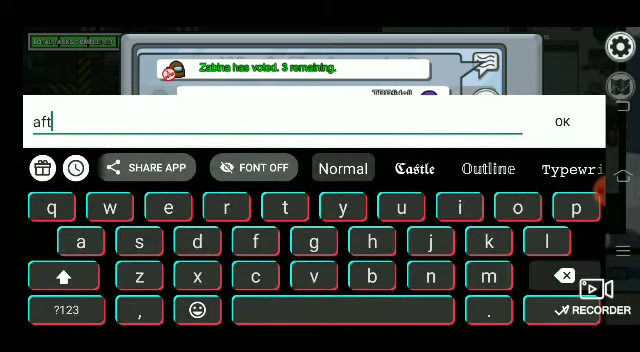 TOTAL TASKS COMPLETED
Zabina has voted. 3 remaining.
aft
OK
SHARE APP
FONT OFF
Normal
Castle
Outline
Typewri
q w e r t y u i o p
a s d f g h j k l
z x c v b n m
?123 , .
RECORDER